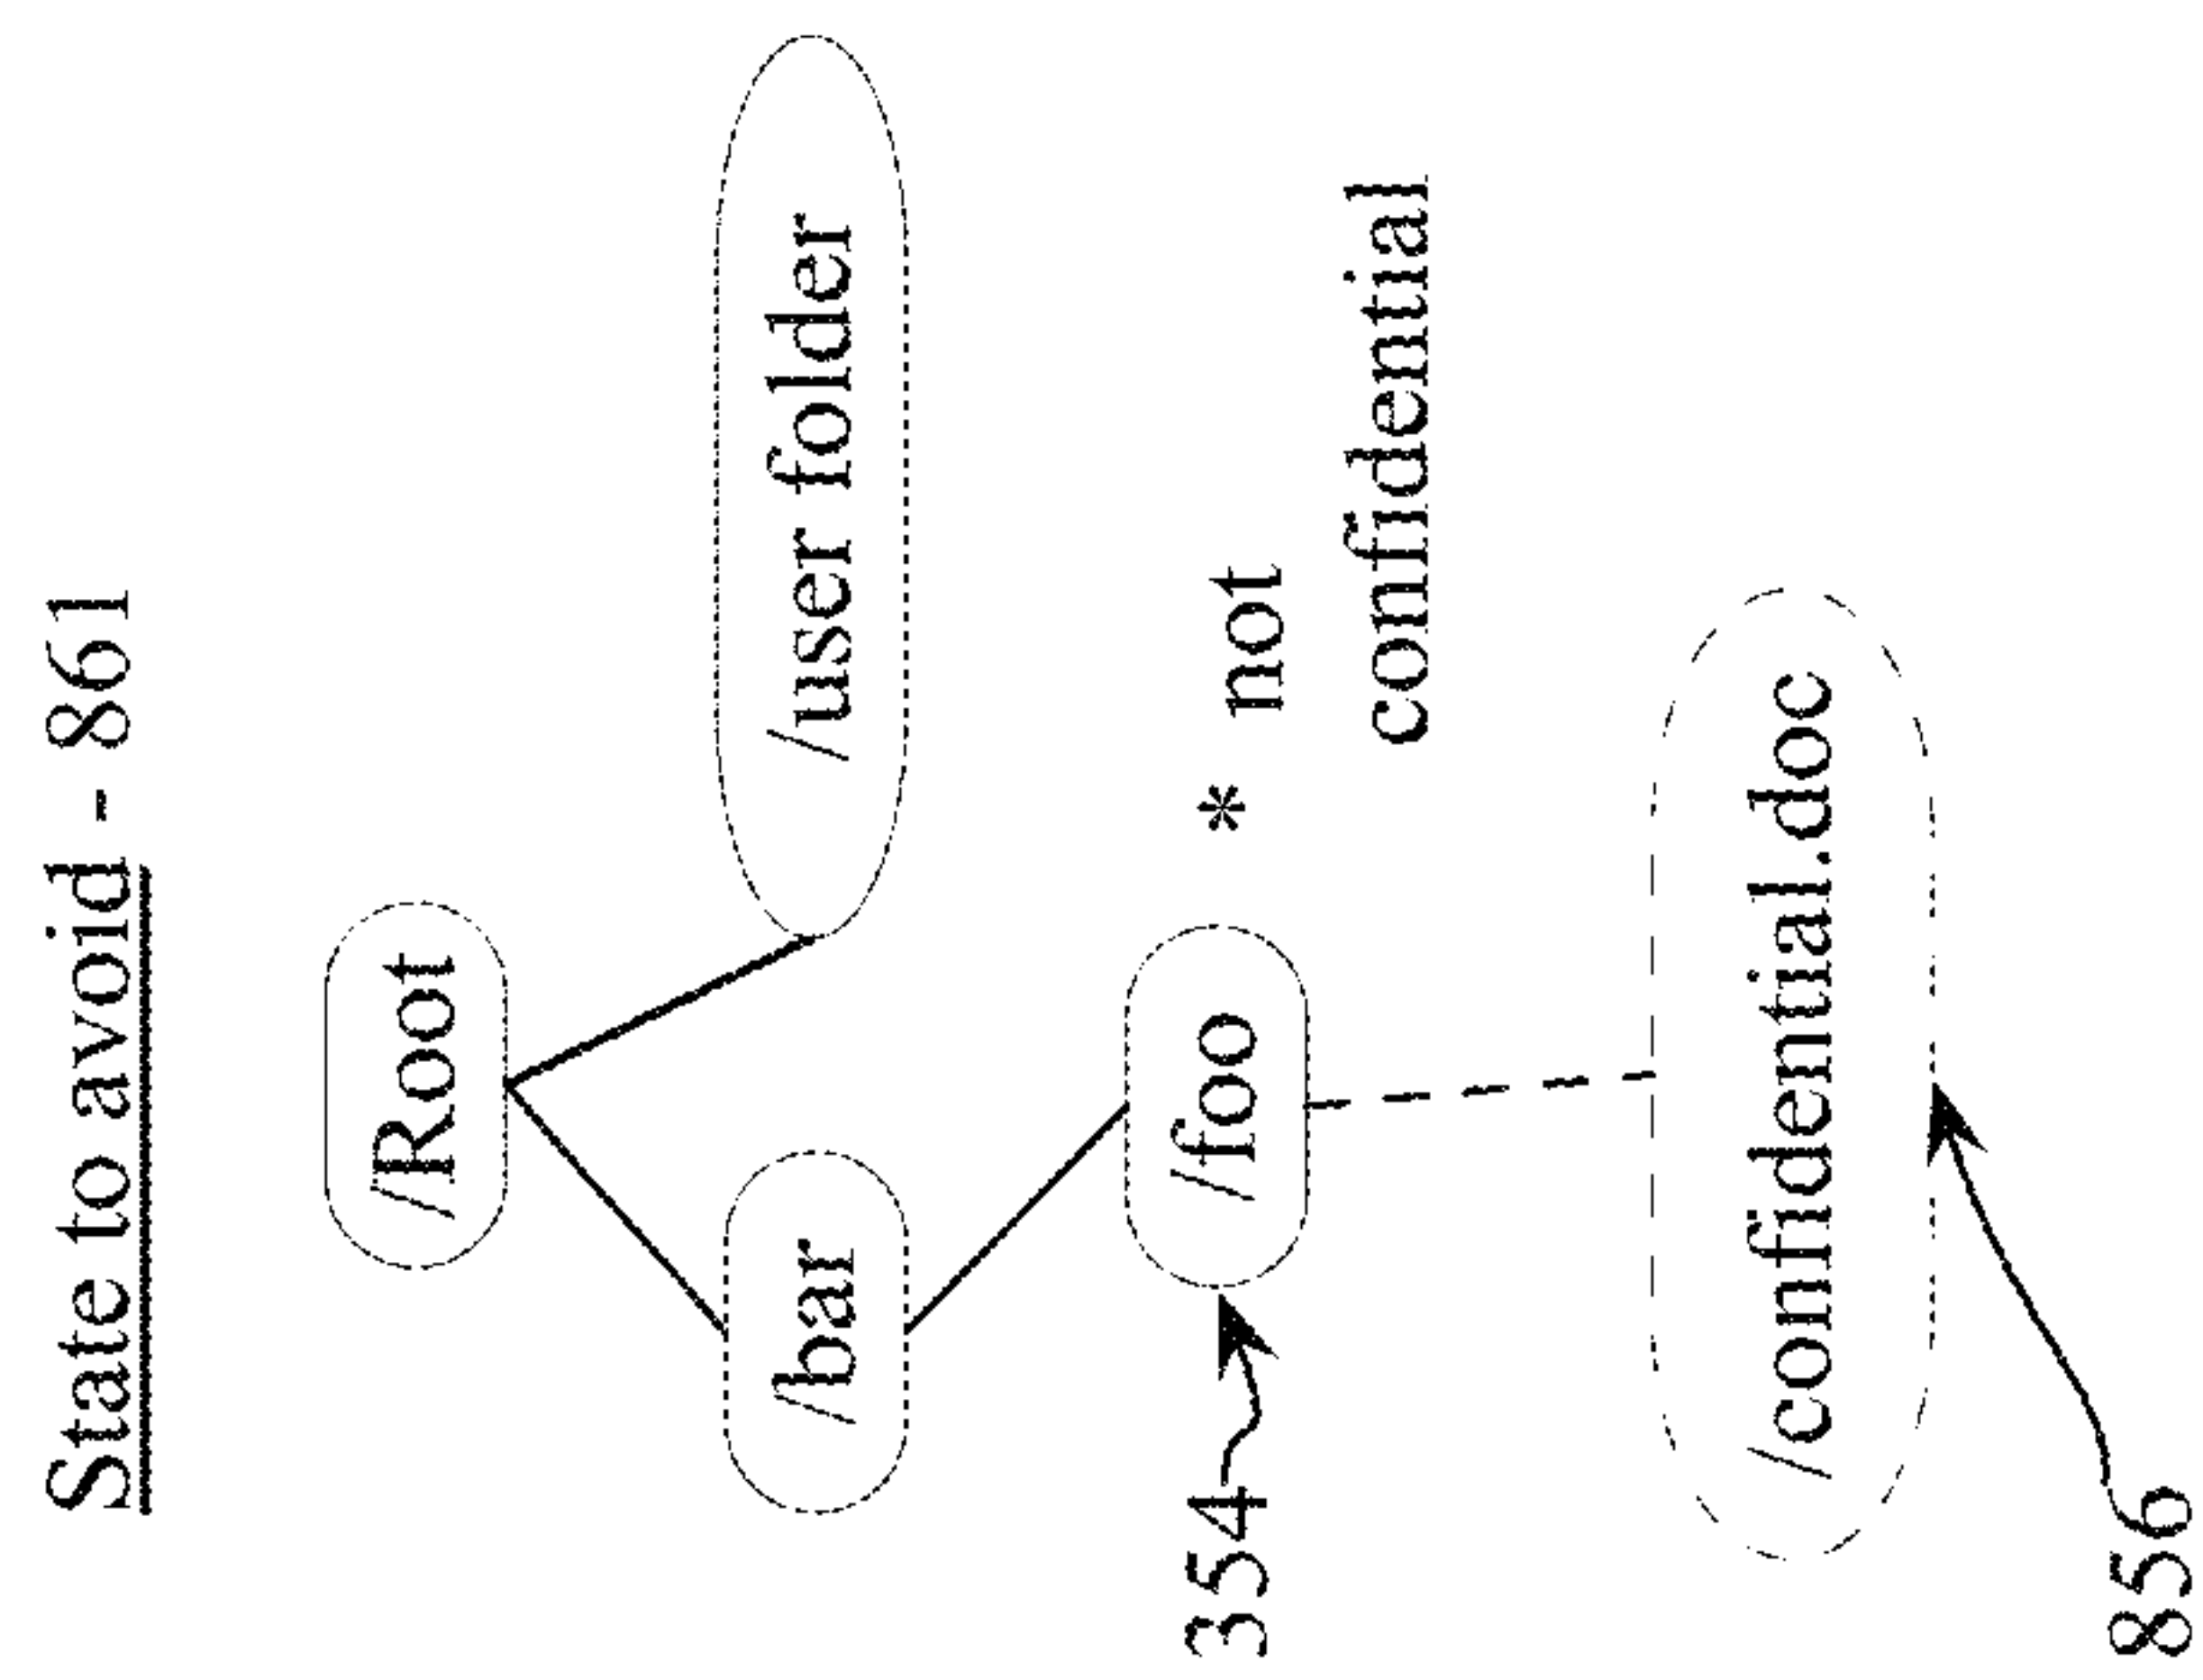 State to avoid - 861
/Root
/bar
/user folder
354
/foo
* not
confidential
/confidential.doc
856